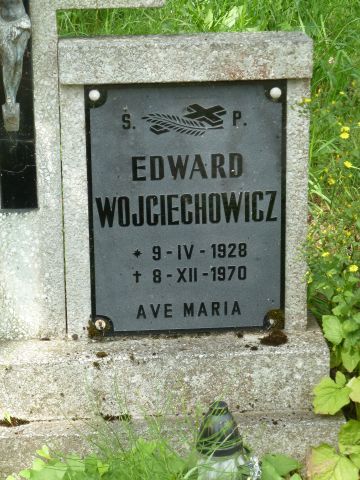 S. P.
EDWARD
WOJCIECHOWICZ
* 9-IV-1928
† 8-XII-1970
AVE MARIA